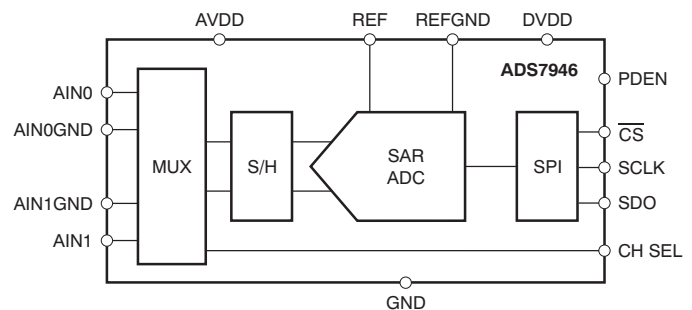 AVDD
REF
REFGND
DVDD
ADS7946
PDEN
AIN0
AIN0GND
MUX
S/H
SAR
ADC
SPI
CS
SCLK
SDO
AIN1GND
AIN1
CH SEL
GND